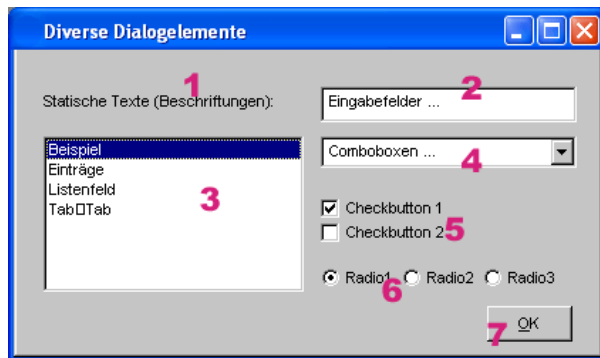 Diverse Dialogelemente
1
2
Statische Texte (Beschriftungen):
Eingabefelder ...
Beispiel
Einträge
Listenfeld
Tab□Tab
3
Comboboxen ...
4
Checkbutton 1
Checkbutton 2
5
Radio1 Radio2 Radio3
6
7
OK